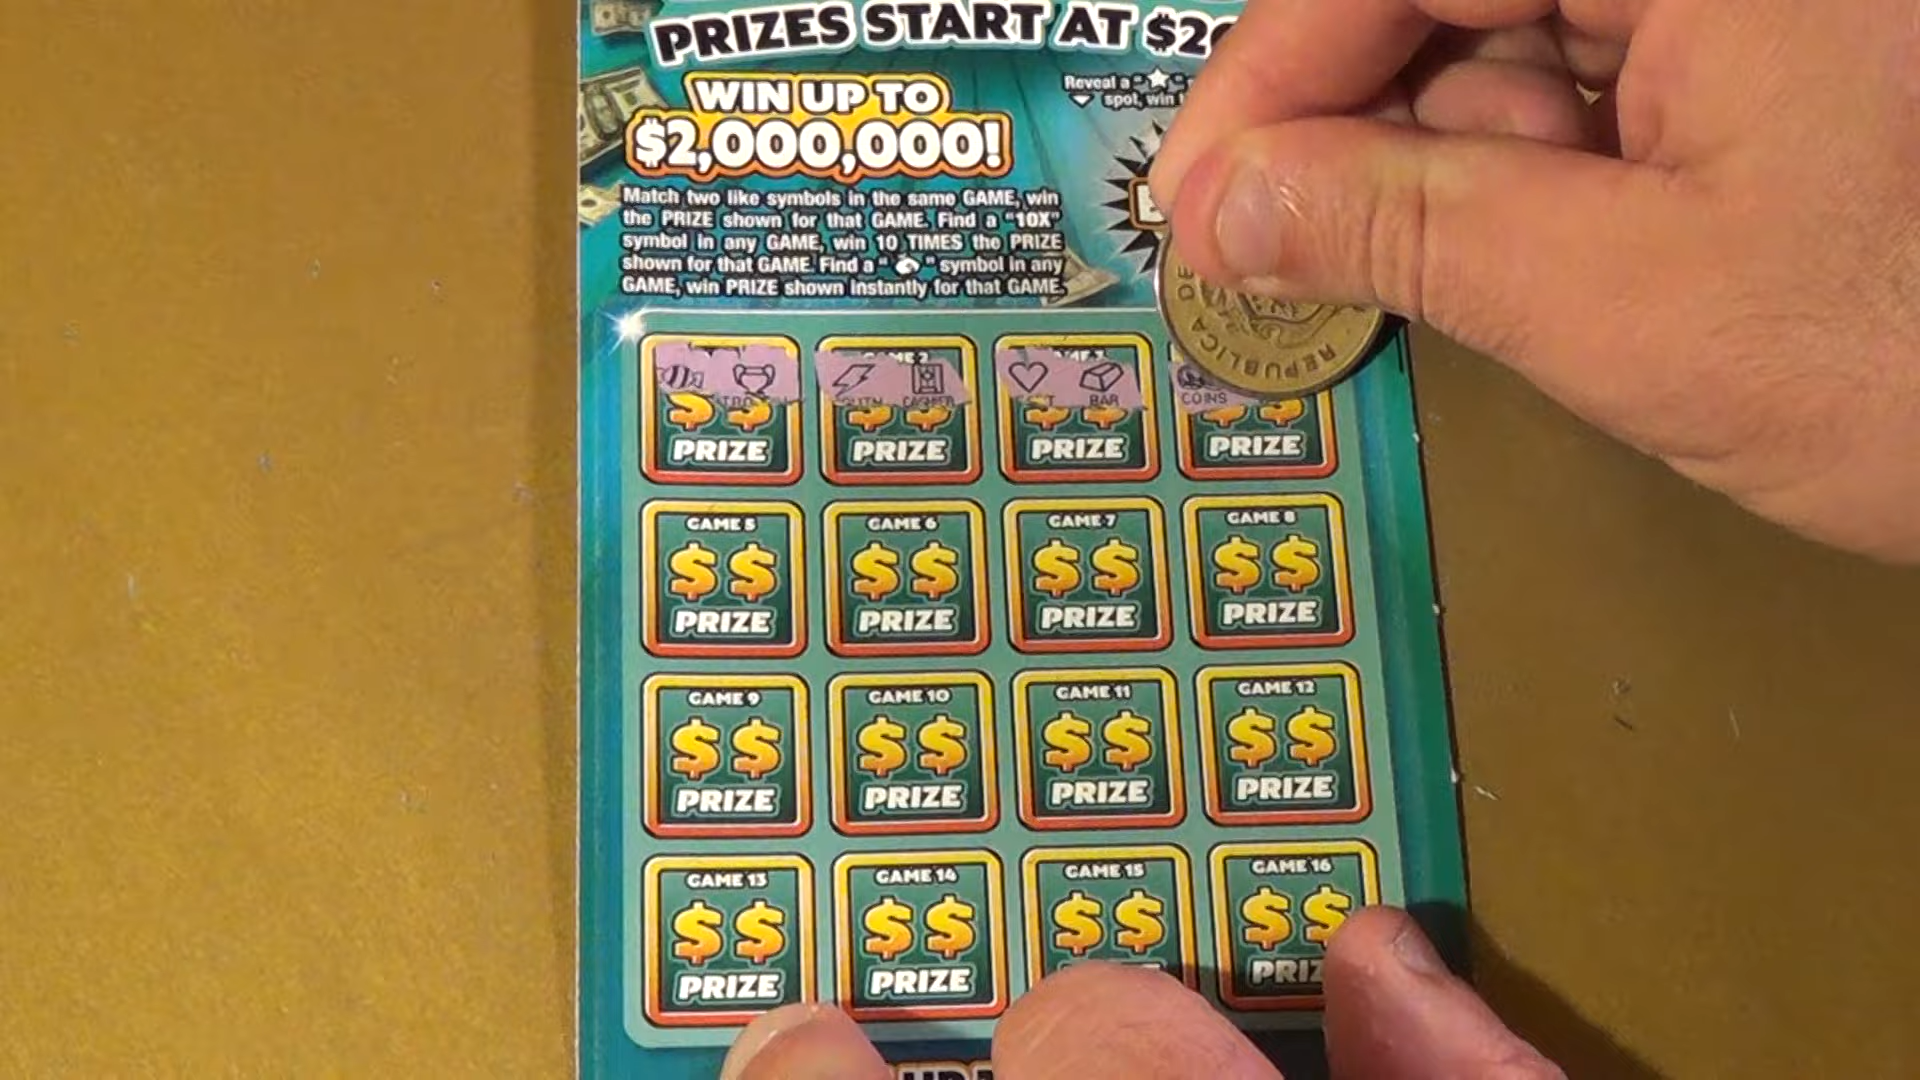 PRIZES START AT $20
WIN UP TO
$2,000,000!
Reveal a " ★ "
spot, win
Match two like symbols in the same GAME, win
the PRIZE shown for that GAME. Find a "10X"
symbol in any GAME, win 10 TIMES the PRIZE
shown for that GAME. Find a " " symbol in any
GAME, win PRIZE shown instantly for that GAME.
REPUBLICA DE
GAME 2
COINS
BAR
CASHIER
PRIZE PRIZE PRIZE PRIZE
GAME 5 GAME 6 GAME 7 GAME 8
$ $ $ $ $ $ $ $
PRIZE PRIZE PRIZE PRIZE
GAME 9 GAME 10 GAME 11 GAME 12
$ $ $ $ $ $ $ $
PRIZE PRIZE PRIZE PRIZE
GAME 13 GAME 14 GAME 15 GAME 16
$ $ $ $ $ $ $ $
PRIZE PRIZE PRIZ